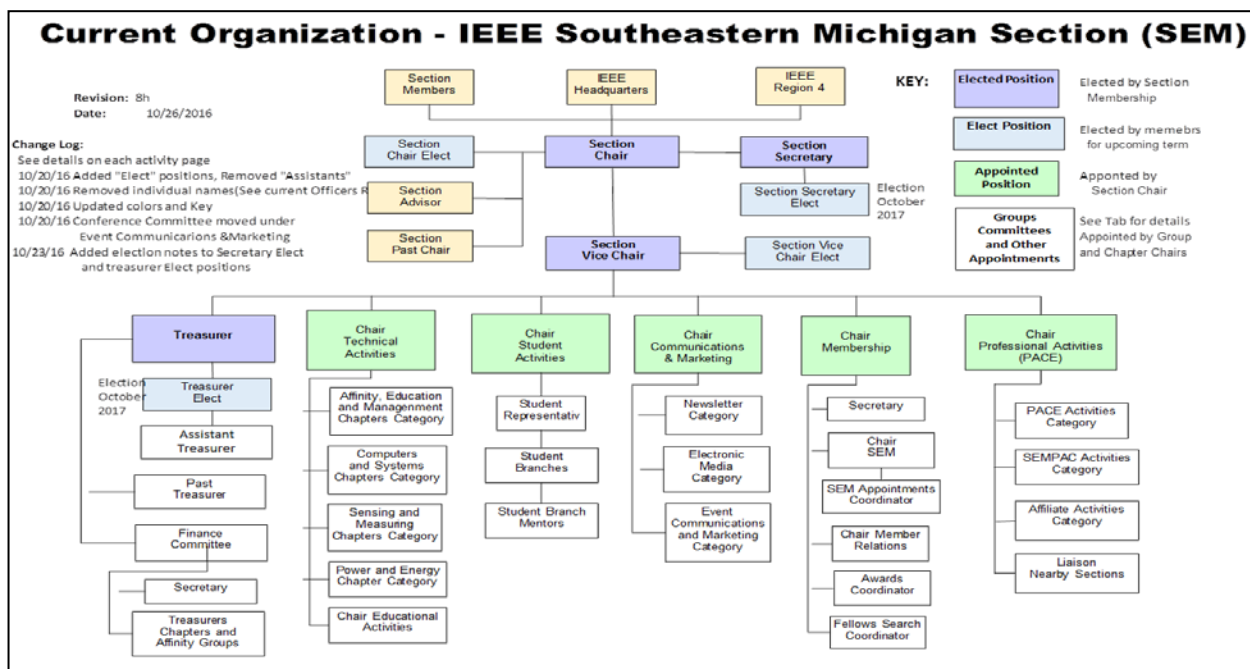 Current Organization - IEEE Southeastern Michigan Section (SEM)
Revision: 8h
Date: 10/26/2016
Change Log:
See details on each activity page
10/20/16 Added "Elect" positions, Removed "Assistants"
10/20/16 Removed individual names(See current Officers R
10/20/16 Updated colors and Key
10/20/16 Conference Committee moved under
Event Communicarions &Marketing
10/23/16 Added election notes to Secretary Elect
and treasurer Elect positions
Section
Members
IEEE
Headquarters
IEEE
Region 4
KEY:
Elected Position
Elected by Section
Membership
Elect Position
Elected by memebrs
for upcoming term
Appointed
Position
Apponted by
Section Chair
Groups
Committees
and Other
Appointmenrts
See Tab for details
Appointed by Group
and Chapter Chairs
Section
Chair Elect
Section
Chair
Section
Secretary
Section
Advisor
Section Secretary
Elect
Election
October
2017
Section
Past Chair
Section
Vice Chair
Section Vice
Chair Elect
Treasurer
Election
October
2017
Treasurer
Elect
Assistant
Treasurer
Past
Treasurer
Finance
Committee
Secretary
Treasurers
Chapters and
Affinity Groups
Chair
Technical
Activities
Affinity, Education
and Managenment
Chapters Category
Computers
and Systems
Chapters Category
Sensing and
Measuring
Chapters Category
Power and Energy
Chapter Category
Chair Educational
Activities
Chair
Student
Activities
Student
Representativ
Student
Branches
Student Branch
Mentors
Chair
Communications
& Marketing
Newsletter
Category
Electronic
Media
Category
Event
Communications
and Marketing
Category
Chair
Membership
Secretary
Chair
SEM
SEM Appointments
Coordinator
Chair Member
Relations
Awards
Coordinator
Fellows Search
Coordinator
Chair
Professional Activities
(PACE)
PACE Activities
Category
SEMPAC Activities
Category
Affiliate Activities
Category
Liaison
Nearby Sections